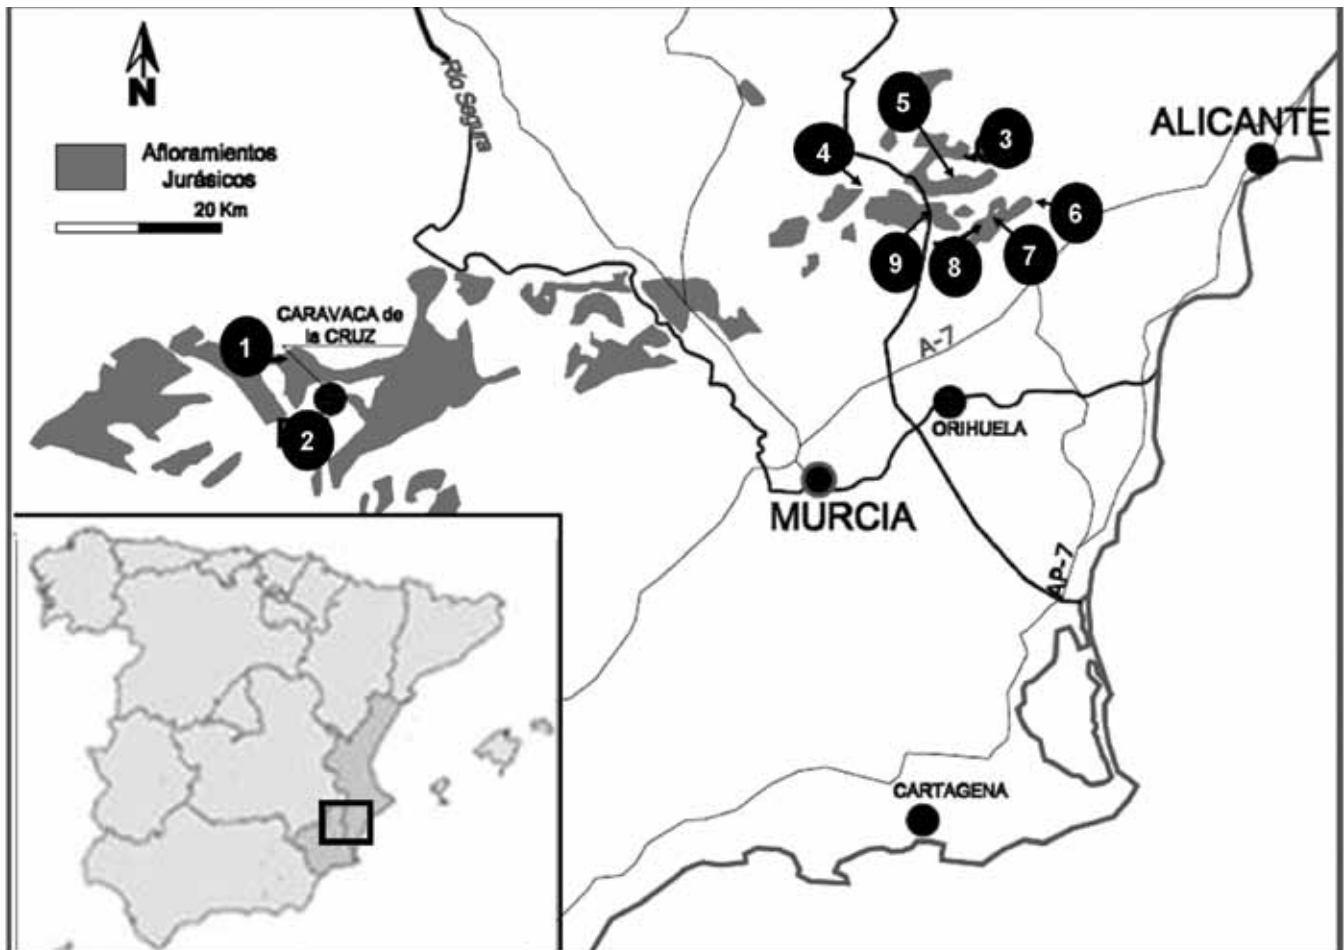 N
Afloramientos
Jurásicos
20 Km
Río Segura
ALICANTE
5
3
4
6
9
8
7
CARAVACA de
la CRUZ
1
2
A-7
ORIHUELA
MURCIA
AP-7
CARTAGENA